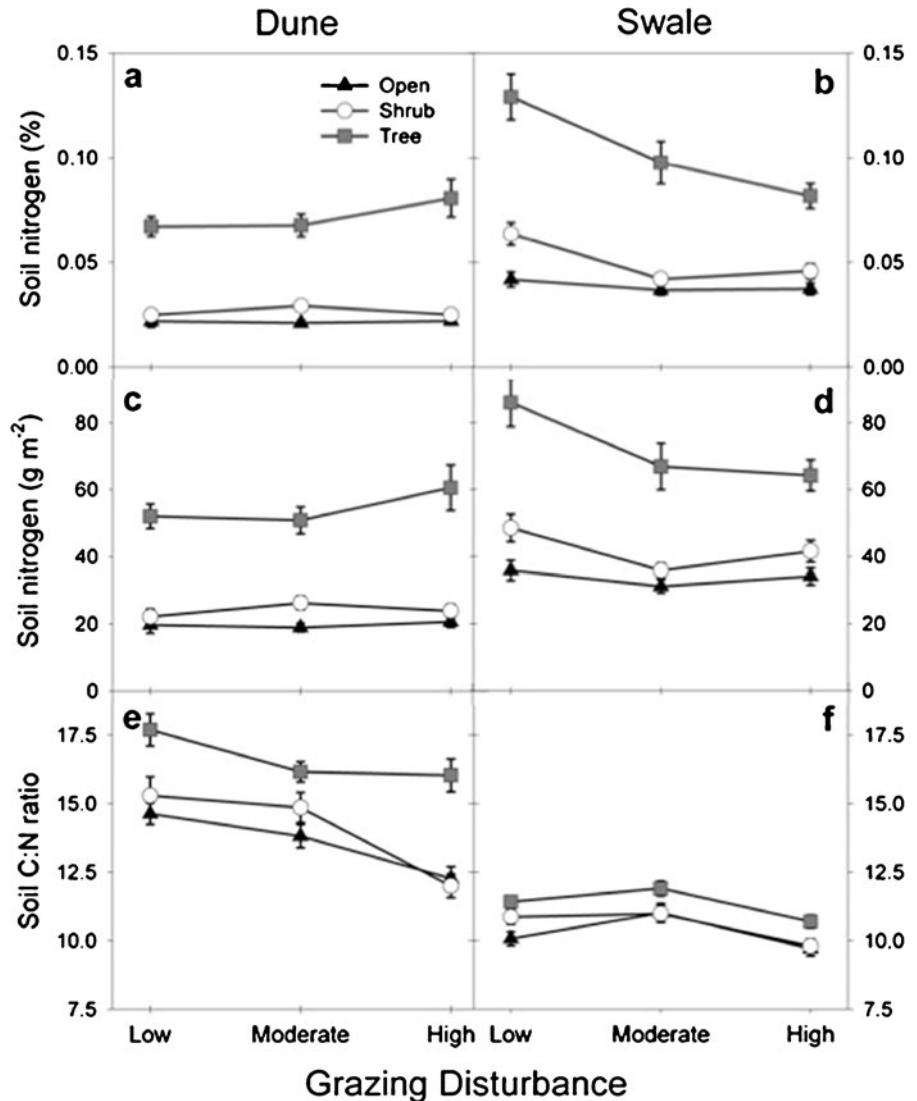 Dune Swale
a
b
Open
Shrub
Tree
Soil nitrogen (%)
0.15
0.10
0.05
0.00
0.15
0.10
0.05
0.00
c
d
Soil nitrogen (g m-2)
80
60
40
20
0
80
60
40
20
0
e
f
Soil C:N ratio
17.5
15.0
12.5
10.0
7.5
17.5
15.0
12.5
10.0
7.5
Low Moderate High Low Moderate High
Grazing Disturbance